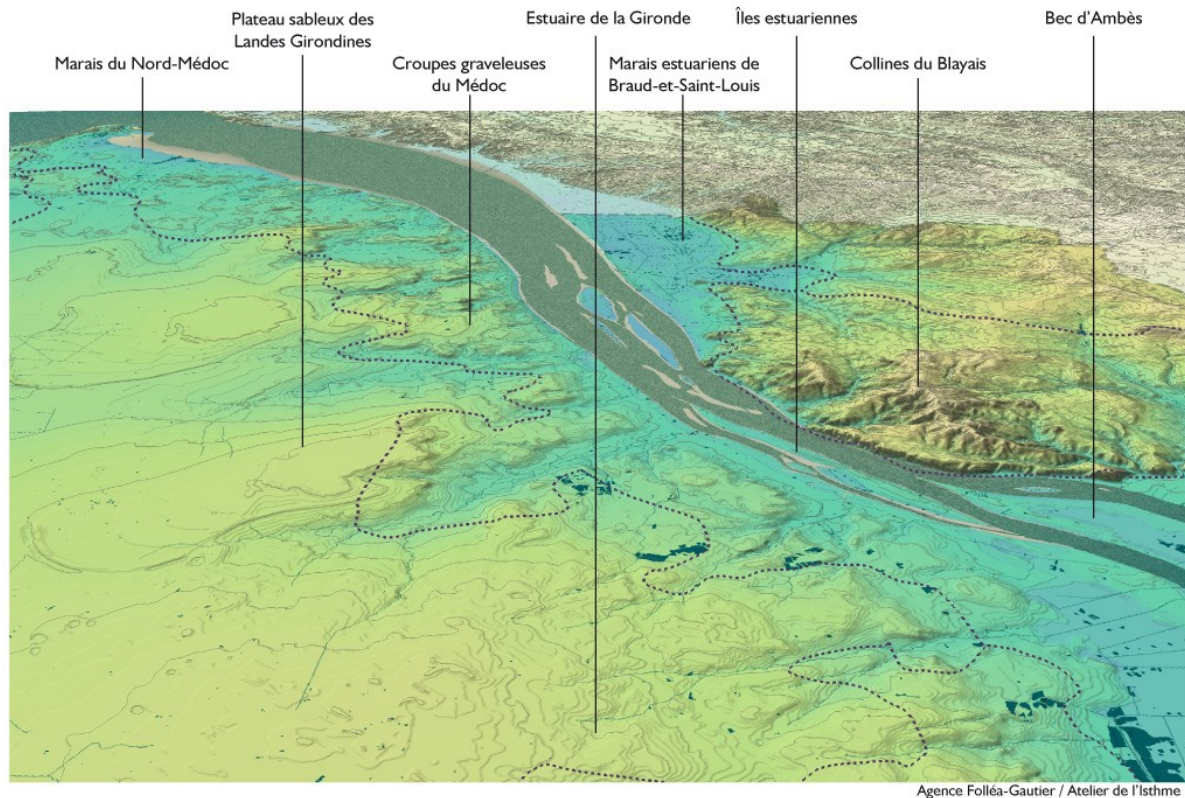 Plateau sableux des
Landes Girondines
Estuaire de la Gironde
Îles estuariennes
Bec d'Ambès
Marais du Nord-Médoc
Croupes graveleuses
du Médoc
Marais estuariens de
Braud-et-Saint-Louis
Collines du Blayais
Agence Folléa-Gautier / Atelier de l'Isthme